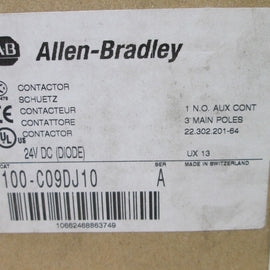 AB Allen-Bradley
CONTACTOR
SCHUETZ
CONTACTEUR
CONTATTORE
CONTACTOR
24V DC (DIODE)
1 N.O. AUX CONT
3 MAIN POLES
22.302.201-64
UX 13
CAT
SER
MADE IN SWITZERLAND
100-C09DJ10 A
10662468863749